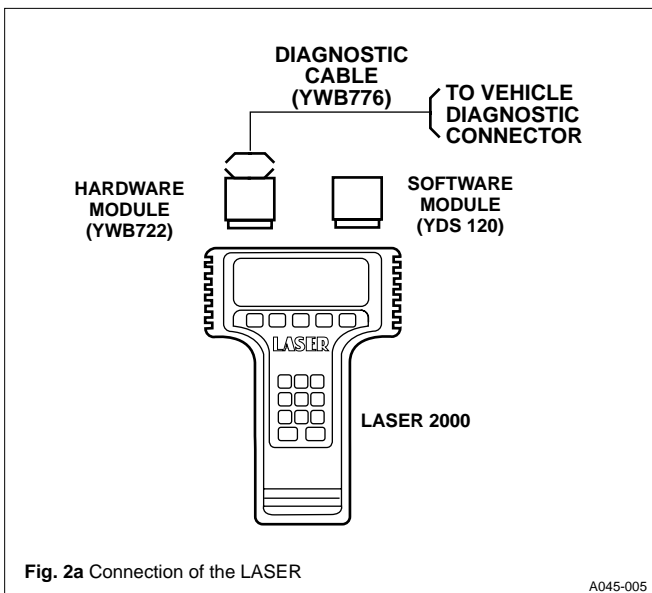 DIAGNOSTIC
CABLE
(YWB776)
TO VEHICLE
DIAGNOSTIC
CONNECTOR
HARDWARE
MODULE
(YWB722)
SOFTWARE
MODULE
(YDS 120)
LASER
LASER 2000
Fig. 2a Connection of the LASER
A045-005